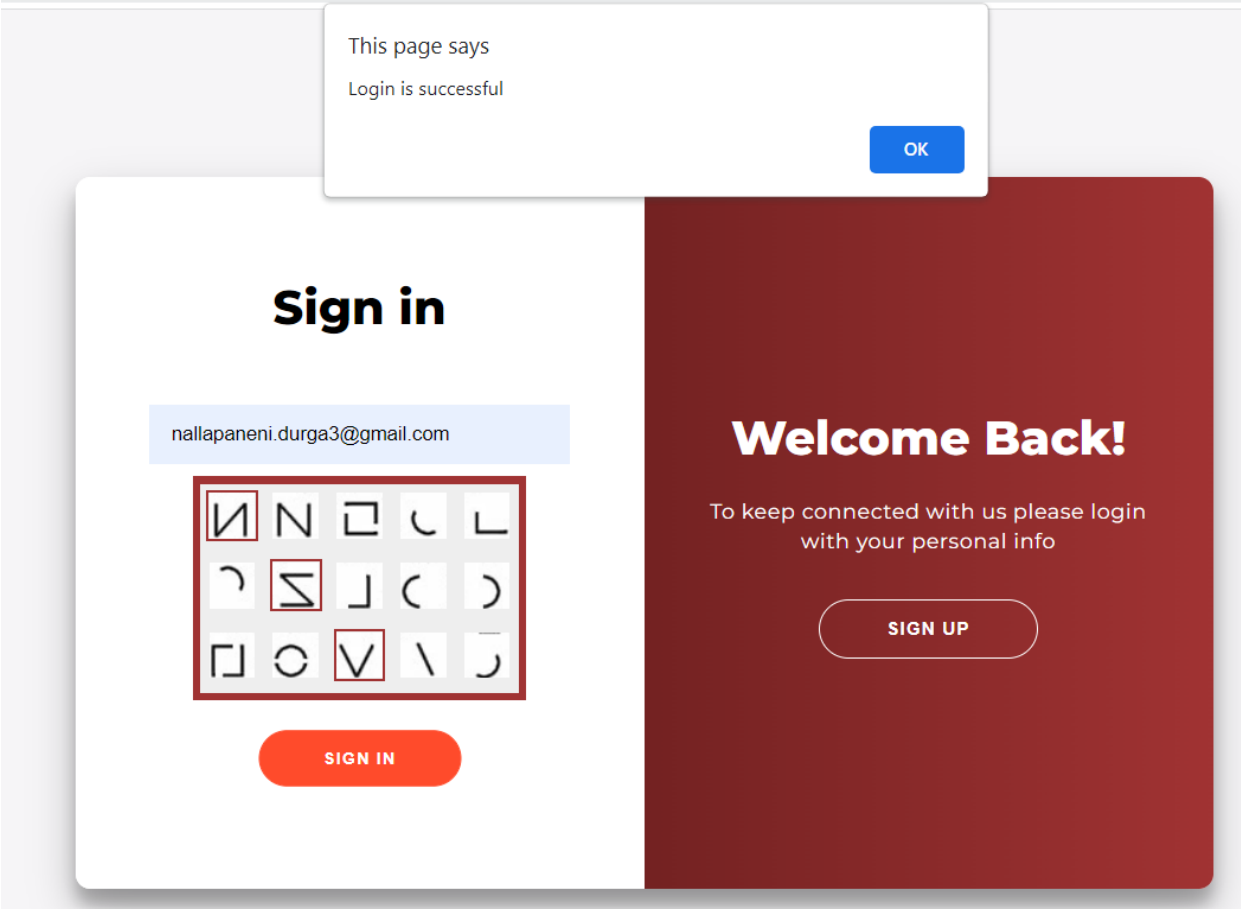 This page says
Login is successful
OK
Sign in
nallapaneni.durga3@gmail.com
SIGN IN
Welcome Back!
To keep connected with us please login
with your personal info
SIGN UP